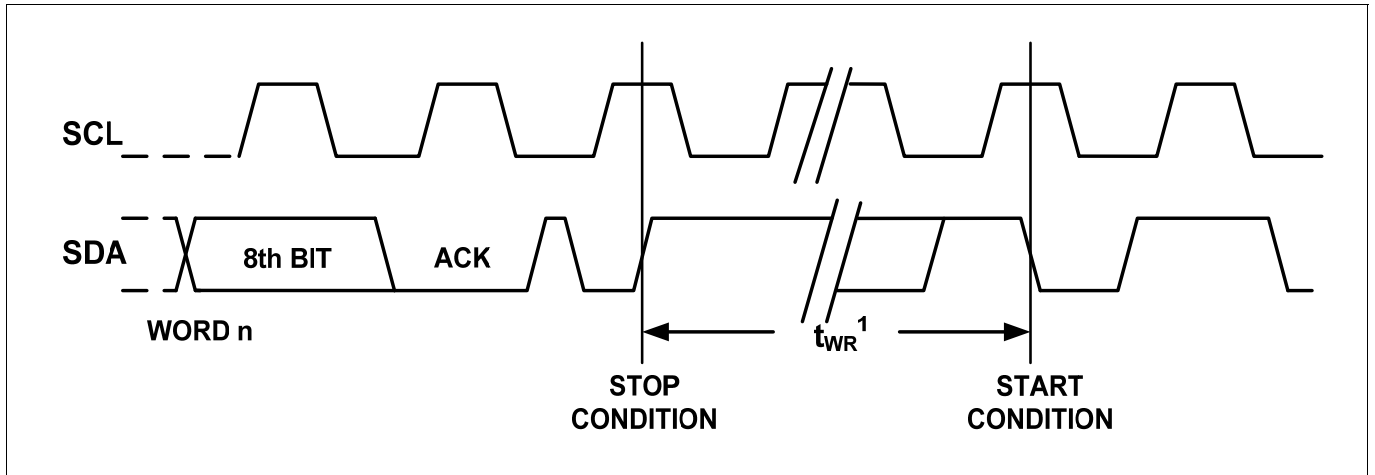 SCL
SDA
8th BIT
ACK
WORD n
tWR1
STOP
CONDITION
START
CONDITION